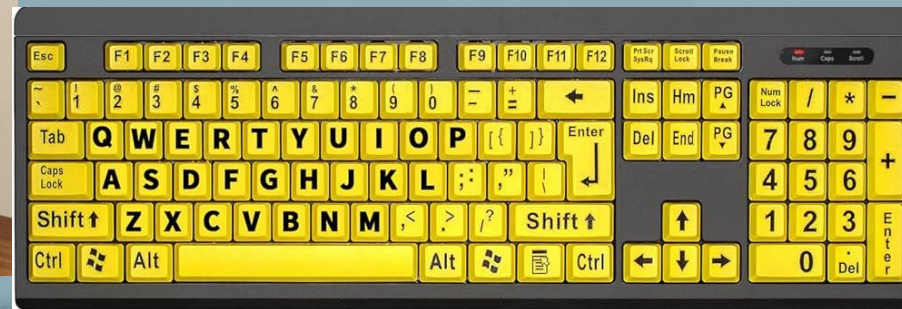 Esc F1 F2 F3 F4 F5 F6 F7 F8 F9 F10 F11 F12 Prt Scr SysRq Scroll Lock Pause Break Num Caps Scroll
~ ` ! 1 @ 2 # 3 $ 4 % 5 ^ 6 & 7 * 8 ( 9 ) 0 _ - + = ← Ins Hm PG ▲ Num Lock / * -
Tab Q W E R T Y U I O P [ { ] } Enter Del End PG ▼ 7 8 9 +
Caps Lock A S D F G H J K L ; : , " \ | 4 5 6
Shift ↑ Z X C V B N M , < . > / ? Shift ↑ ↑ 1 2 3 Enter
Ctrl Alt Alt Ctrl ← ↓ → 0 . Del